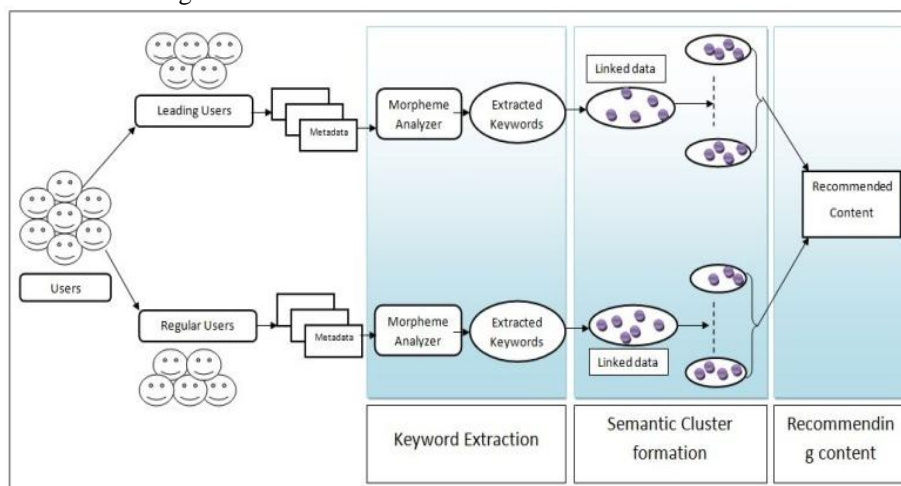 Leading Users
Metadata
Morpheme
Analyzer
Extracted
Keywords
Linked data
Users
Recommended
Content
Regular Users
Metadata
Morpheme
Analyzer
Extracted
Keywords
Linked data
Keyword Extraction
Semantic Cluster
formation
Recommendin
g content